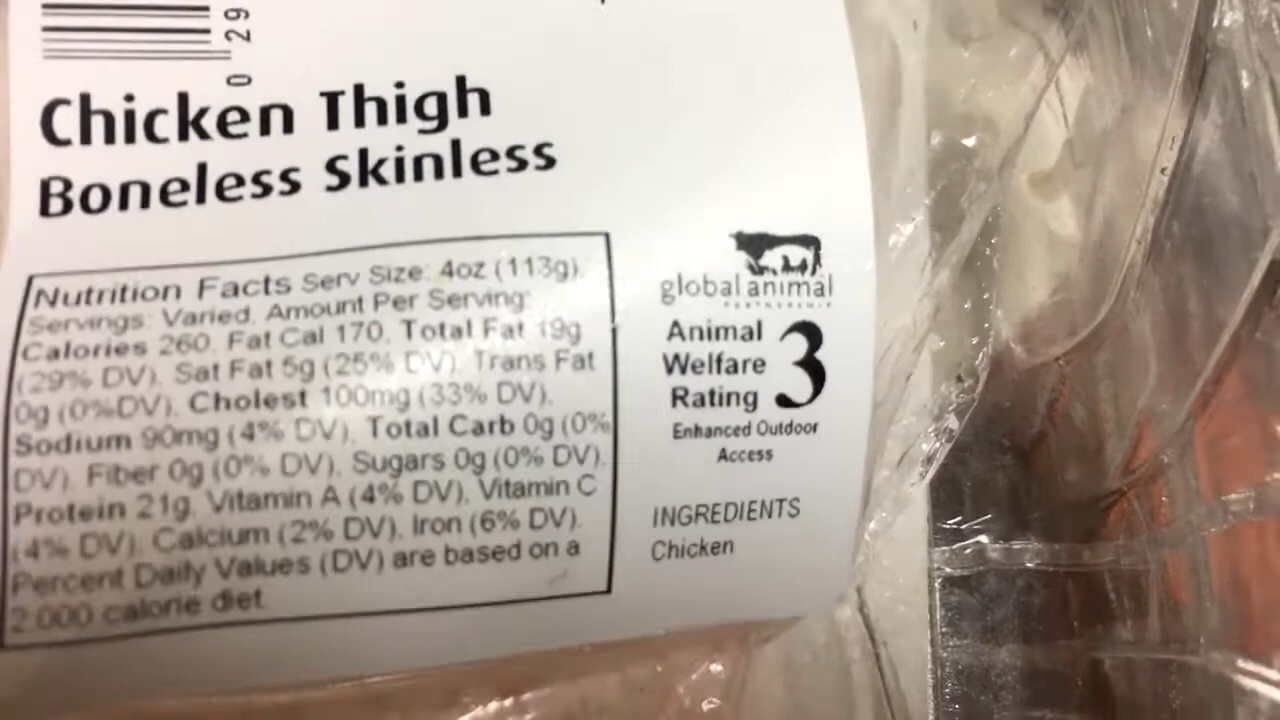 0 29
Chicken Thigh
Boneless Skinless
Nutrition Facts Serv Size: 4oz (113g),
Servings: Varied, Amount Per Serving:
Calories 260, Fat Cal 170, Total Fat 19g
(29% DV), Sat Fat 5g (25% DV), Trans Fat
0g (0%DV), Cholest 100mg (33% DV),
Sodium 90mg (4% DV), Total Carb 0g (0%
DV), Fiber 0g (0% DV), Sugars 0g (0% DV),
Protein 21g, Vitamin A (4% DV), Vitamin C
(4% DV), Calcium (2% DV), Iron (6% DV).
Percent Daily Values (DV) are based on a
2,000 calorie diet.
global animal
PARTNERSHIP
Animal
Welfare
Rating
3
Enhanced Outdoor
Access
INGREDIENTS
Chicken